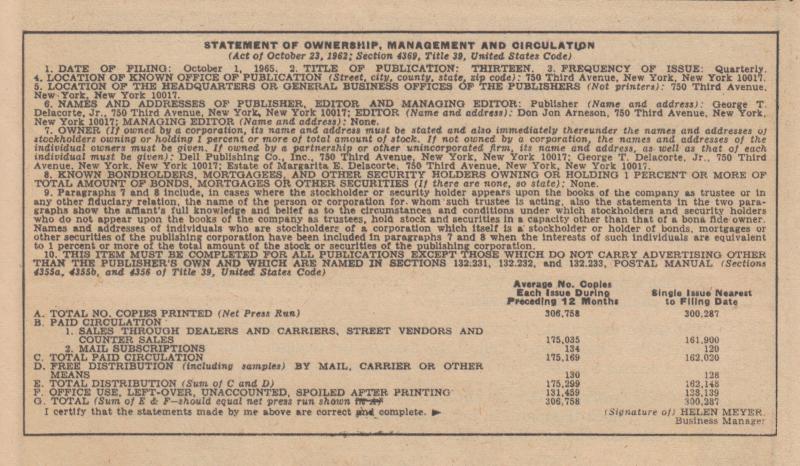 STATEMENT OF OWNERSHIP, MANAGEMENT AND CIRCULATION
(Act of October 23, 1962; Section 4369, Title 39, United States Code)
1. DATE OF FILING: October 1, 1965. 2. TITLE OF PUBLICATION: THIRTEEN. 3. FREQUENCY OF ISSUE: Quarterly.
4. LOCATION OF KNOWN OFFICE OF PUBLICATION (Street, city, county, state, zip code): 750 Third Avenue, New York, New York 10017.
5. LOCATION OF THE HEADQUARTERS OR GENERAL BUSINESS OFFICES OF THE PUBLISHERS (Not printers): 750 Third Avenue,
New York, New York 10017.
6. NAMES AND ADDRESSES OF PUBLISHER, EDITOR AND MANAGING EDITOR: Publisher (Name and address): George T.
Delacorte, Jr., 750 Third Avenue, New York, New York 10017; EDITOR (Name and address): Don Jon Arneson, 750 Third Avenue, New York,
New York 10017; MANAGING EDITOR (Name and address): None.
7. OWNER (If owned by a corporation, its name and address must be stated and also immediately thereunder the names and addresses of
stockholders owning or holding 1 percent or more of total amount of stock. If not owned by a corporation, the names and addresses of the
individual owners must be given. If owned by a partnership or other unincorporated firm, its name and address, as well as that of each
individual must be given): Dell Publishing Co., Inc., 750 Third Avenue, New York, New York 10017; George T. Delacorte, Jr., 750 Third
Avenue, New York, New York 10017; Estate of Margarita E. Delacorte, 750 Third Avenue, New York, New York 10017.
8. KNOWN BONDHOLDERS, MORTGAGEES, AND OTHER SECURITY HOLDERS OWNING OR HOLDING 1 PERCENT OR MORE OF
TOTAL AMOUNT OF BONDS, MORTGAGES OR OTHER SECURITIES (If there are none, so state): None.
9. Paragraphs 7 and 8 include, in cases where the stockholder or security holder appears upon the books of the company as trustee or in
any other fiduciary relation, the name of the person or corporation for whom such trustee is acting, also the statements in the two para-
graphs show the affiant's full knowledge and belief as to the circumstances and conditions under which stockholders and security holders
who do not appear upon the books of the company as trustees, hold stock and securities in a capacity other than that of a bona fide owner.
Names and addresses of individuals who are stockholders of a corporation which itself is a stockholder or holder of bonds, mortgages or
other securities of the publishing corporation have been included in paragraphs 7 and 8 when the interests of such individuals are equivalent
to 1 percent or more of the total amount of the stock or securities of the publishing corporation.
10. THIS ITEM MUST BE COMPLETED FOR ALL PUBLICATIONS EXCEPT THOSE WHICH DO NOT CARRY ADVERTISING OTHER
THAN THE PUBLISHER'S OWN AND WHICH ARE NAMED IN SECTIONS 132.231, 132.232, and 132.233, POSTAL MANUAL (Sections
4355a, 4355b, and 4356 of Title 39, United States Code)
Average No. Copies Each Issue During Preceding 12 Months
Single Issue Nearest to Filing Date
A. TOTAL NO. COPIES PRINTED (Net Press Run) 306,758 300,287
B. PAID CIRCULATION
1. SALES THROUGH DEALERS AND CARRIERS, STREET VENDORS AND
COUNTER SALES 175,035 161,900
2. MAIL SUBSCRIPTIONS 134 120
C. TOTAL PAID CIRCULATION 175,169 162,020
D. FREE DISTRIBUTION (including samples) BY MAIL, CARRIER OR OTHER
MEANS 130 128
E. TOTAL DISTRIBUTION (Sum of C and D) 175,299 162,148
F. OFFICE USE, LEFT-OVER, UNACCOUNTED, SPOILED AFTER PRINTING 131,459 138,139
G. TOTAL (Sum of E & F—should equal net press run shown 306,758 300,287
I certify that the statements made by me above are correct and complete. ► (Signature of) HELEN MEYER,
Business Manager